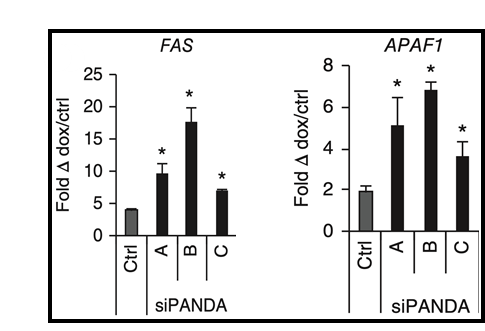 FAS
Fold Δ dox/ctrl
25
20
15
10
5
0
*
*
*
Ctrl
A
B
C
siPANDA
APAF1
Fold Δ dox/ctrl
8
6
4
2
0
*
*
*
Ctrl
A
B
C
siPANDA